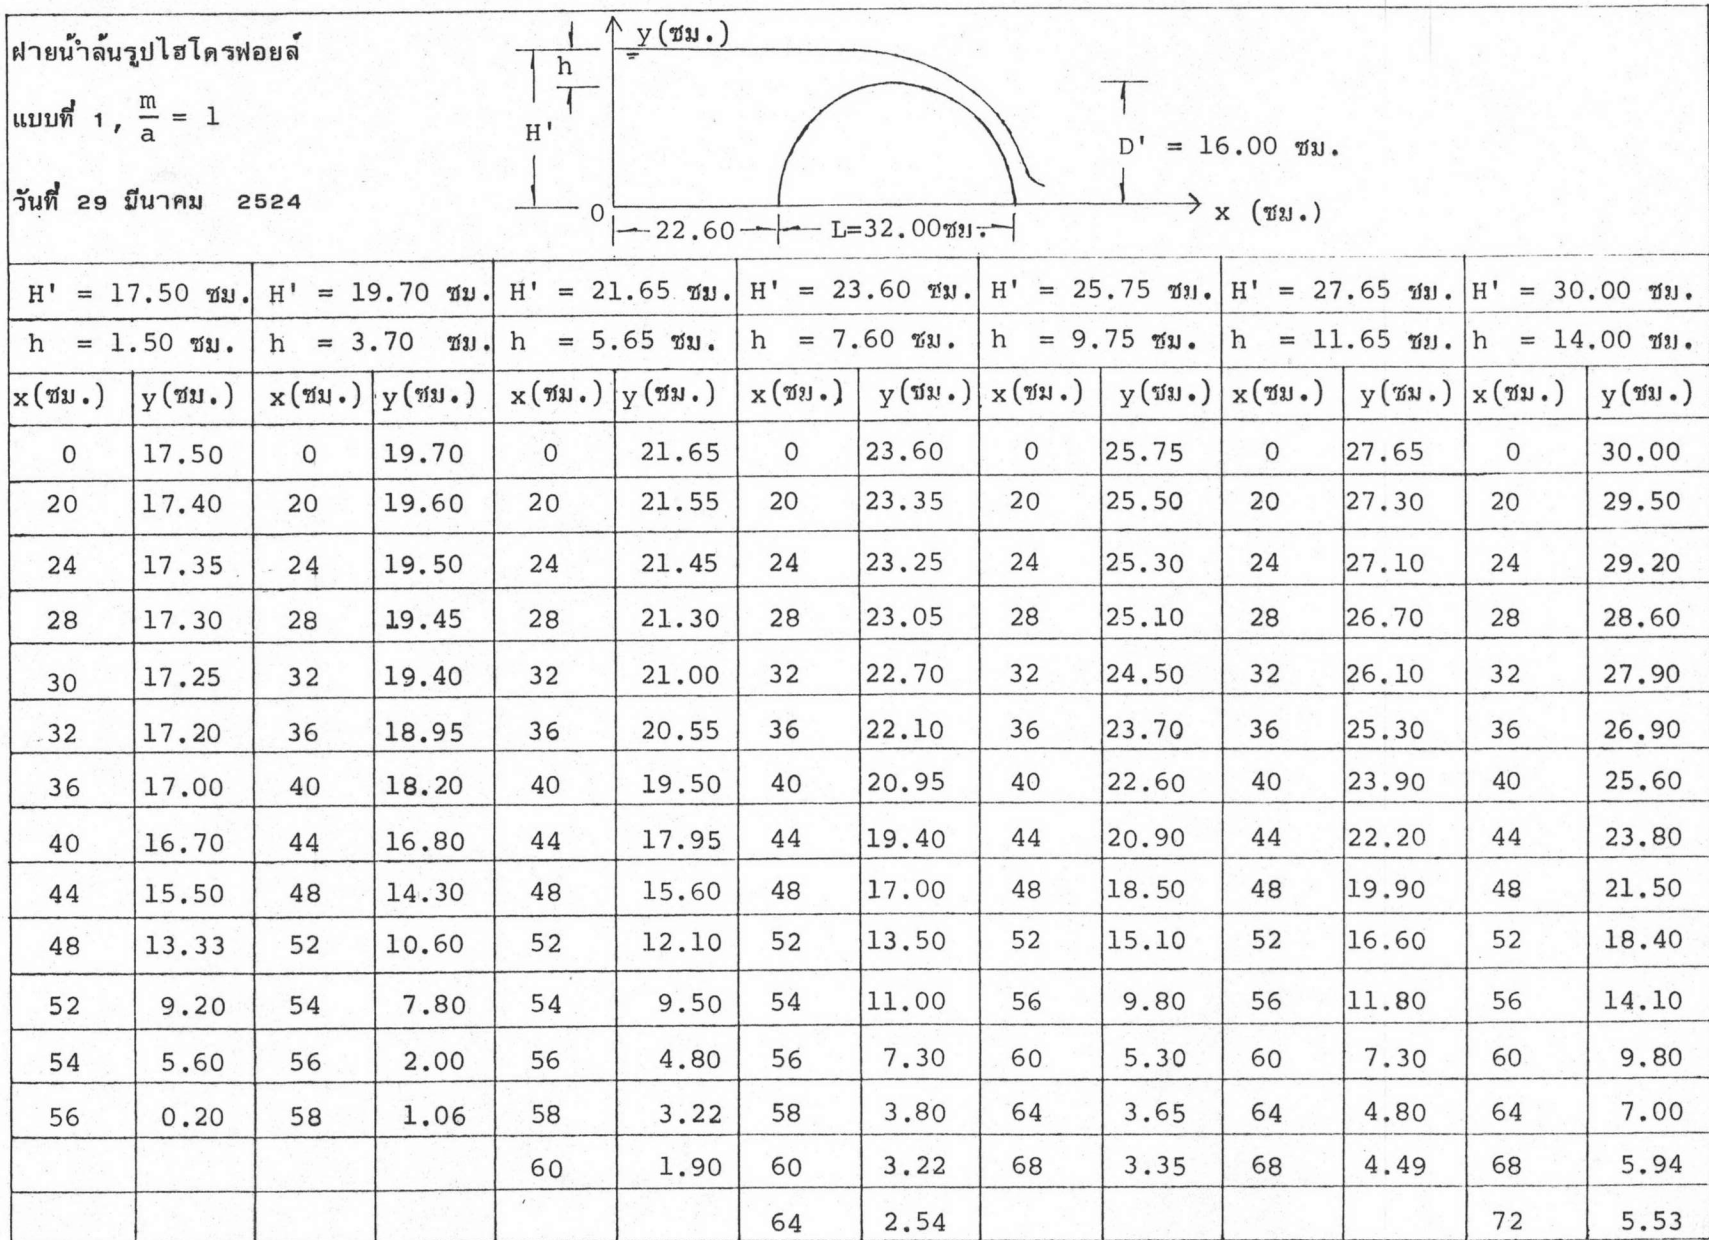 ฝายน้ำล้นรูปไฮโดรฟอยล์
แบบที่ 1, m/a = 1
วันที่ 29 มีนาคม 2524
y(ซม.)
h
H'
D' = 16.00 ซม.
0
x (ซม.)
22.60
L=32.00ซม.
H' = 17.50 ซม. H' = 19.70 ซม. H' = 21.65 ซม. H' = 23.60 ซม. H' = 25.75 ซม. H' = 27.65 ซม. H' = 30.00 ซม.
h = 1.50 ซม. h = 3.70 ซม. h = 5.65 ซม. h = 7.60 ซม. h = 9.75 ซม. h = 11.65 ซม. h = 14.00 ซม.
x(ซม.) y(ซม.) x(ซม.) y(ซม.) x(ซม.) y(ซม.) x(ซม.) y(ซม.) x(ซม.) y(ซม.) x(ซม.) y(ซม.) x(ซม.) y(ซม.)
0 17.50 0 19.70 0 21.65 0 23.60 0 25.75 0 27.65 0 30.00
20 17.40 20 19.60 20 21.55 20 23.35 20 25.50 20 27.30 20 29.50
24 17.35 24 19.50 24 21.45 24 23.25 24 25.30 24 27.10 24 29.20
28 17.30 28 19.45 28 21.30 28 23.05 28 25.10 28 26.70 28 28.60
30 17.25 32 19.40 32 21.00 32 22.70 32 24.50 32 26.10 32 27.90
32 17.20 36 18.95 36 20.55 36 22.10 36 23.70 36 25.30 36 26.90
36 17.00 40 18.20 40 19.50 40 20.95 40 22.60 40 23.90 40 25.60
40 16.70 44 16.80 44 17.95 44 19.40 44 20.90 44 22.20 44 23.80
44 15.50 48 14.30 48 15.60 48 17.00 48 18.50 48 19.90 48 21.50
48 13.33 52 10.60 52 12.10 52 13.50 52 15.10 52 16.60 52 18.40
52 9.20 54 7.80 54 9.50 54 11.00 56 9.80 56 11.80 56 14.10
54 5.60 56 2.00 56 4.80 56 7.30 60 5.30 60 7.30 60 9.80
56 0.20 58 1.06 58 3.22 58 3.80 64 3.65 64 4.80 64 7.00
60 1.90 60 3.22 68 3.35 68 4.49 68 5.94
64 2.54 72 5.53